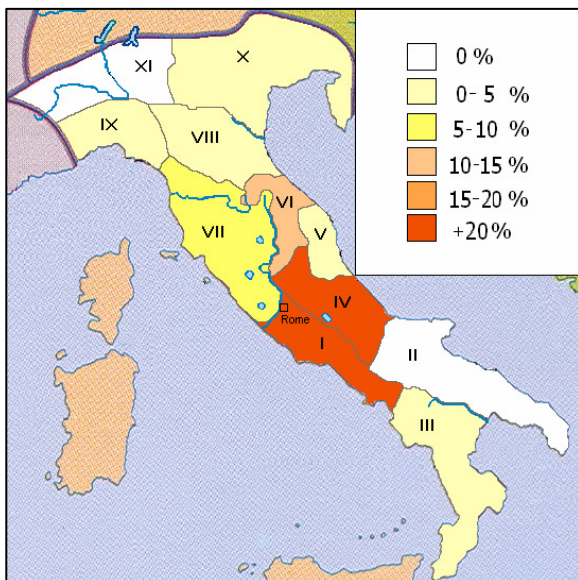 XI
X
IX
VIII
VII
VI
V
IV
Rome
I
II
III
0 %
0-5 %
5-10 %
10-15 %
15-20 %
+20%